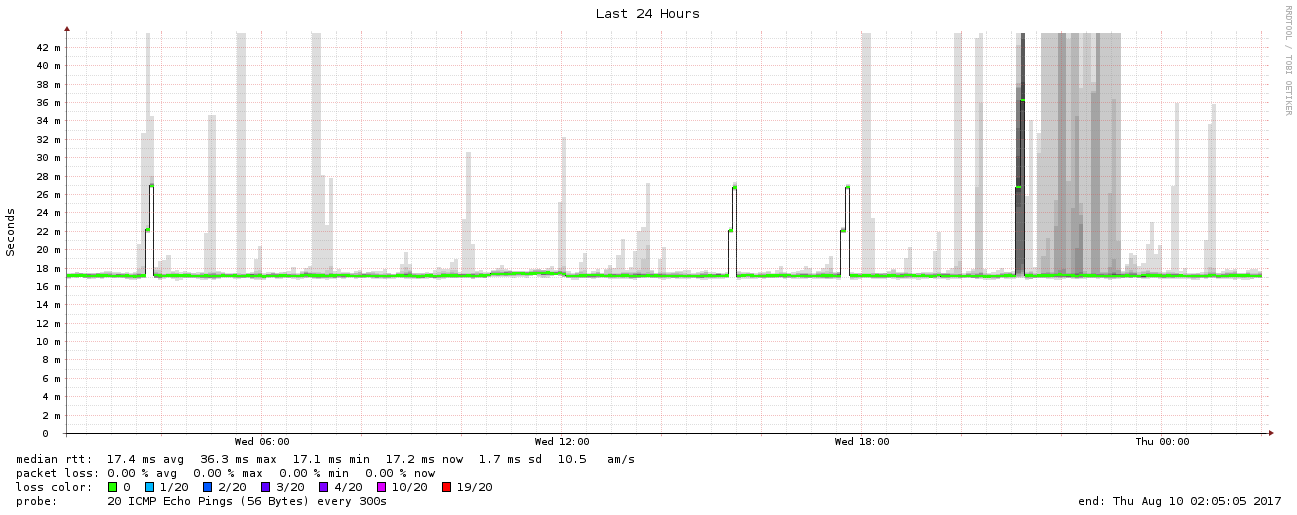 Last 24 Hours
RRDTOOL / TOBI OETIKER
Seconds
42 m
40 m
38 m
36 m
34 m
32 m
30 m
28 m
26 m
24 m
22 m
20 m
18 m
16 m
14 m
12 m
10 m
8 m
6 m
4 m
2 m
0
Wed 06:00 Wed 12:00 Wed 18:00 Thu 00:00
median rtt: 17.4 ms avg 36.3 ms max 17.1 ms min 17.2 ms now 1.7 ms sd 10.5 am/s
packet loss: 0.00 % avg 0.00 % max 0.00 % min 0.00 % now
loss color: 0 1/20 2/20 3/20 4/20 10/20 19/20
probe: 20 ICMP Echo Pings (56 Bytes) every 300s end: Thu Aug 10 02:05:05 2017